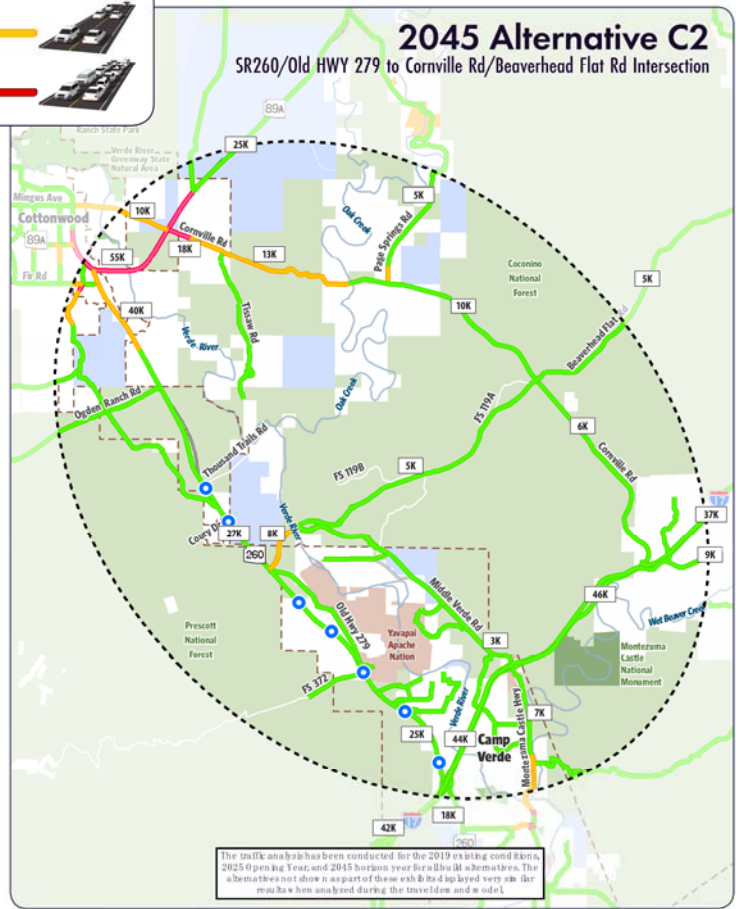 2045 Alternative C2
SR260/Old HWY 279 to Cornville Rd/Beaverhead Flat Rd Intersection
89A
Ranch State Park
Verde River
Greenway State
Natural Area
25K
Mingus Ave
Cottonwood
10K
5K
Oak Creek
Page Springs Rd
Cornville Rd
18K
13K
89A
55K
Fir Rd
Coconino
National
Forest
5K
40K
Tissaw Rd
10K
Verde River
Beaverhead Flat Rd
Oak Creek
FS 119A
Ogden Ranch Rd
6K
Thousand Trails Rd
Cornville Rd
FS 119B
5K
17
37K
Coury Dr
27K
8K
Verde River
260
9K
46K
Middle Verde Rd
Old Hwy 279
Wet Beaver Creek
Prescott
National
Forest
Yavapai
Apache
Nation
3K
Montezuma
Castle
National
Monument
FS 372
Verde River
Montezuma Castle Hwy
7K
25K
44K
Camp
Verde
18K
42K
17
260
The traffic analysis has been conducted for the 2019 existing conditions,
2025 Opening Year, and 2045 horizon year for all build alternatives. The
alternatives not shown as part of these exhibits displayed very similar
results when analyzed during the travel demand model.